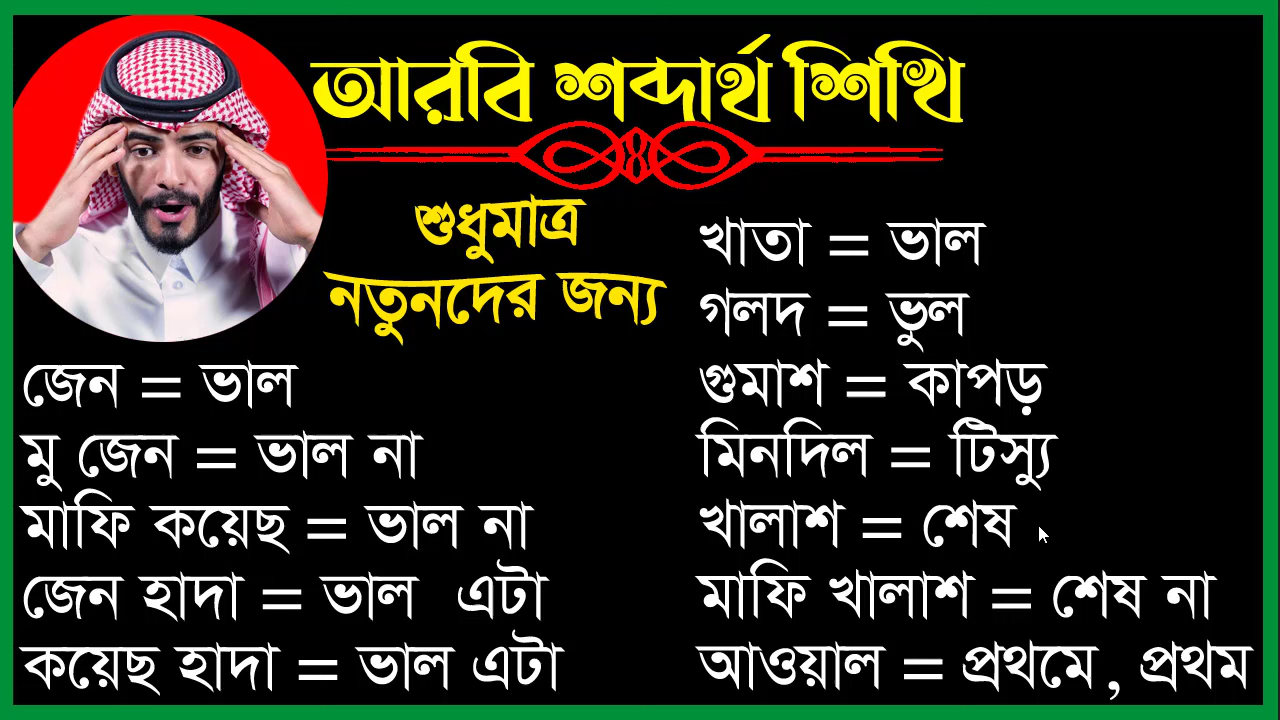 আরবি শব্দার্থ শিখি
শুধুমাত্র
নতুনদের জন্য
জেন = ভাল
মু জেন = ভাল না
মাফি কয়েছ = ভাল না
জেন হাদা = ভাল এটা
কয়েছ হাদা = ভাল এটা
খাতা = ভাল
গলদ = ভুল
গুমাশ = কাপড়
মিনদিল = টিস্যু
খালাশ = শেষ
মাফি খালাশ = শেষ না
আওয়াল = প্রথমে, প্রথম